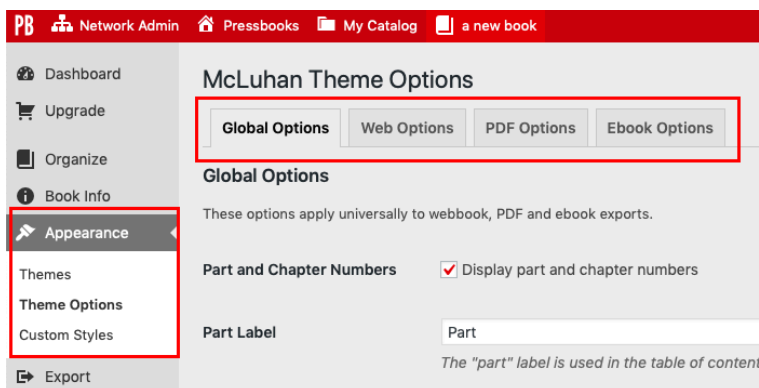 PB Network Admin Pressbooks My Catalog a new book
Dashboard
Upgrade
Organize
Book Info
Appearance
Themes
Theme Options
Custom Styles
Export
McLuhan Theme Options
Global Options Web Options PDF Options Ebook Options
Global Options
These options apply universally to webbook, PDF and ebook exports.
Part and Chapter Numbers Display part and chapter numbers
Part Label Part
The "part" label is used in the table of content